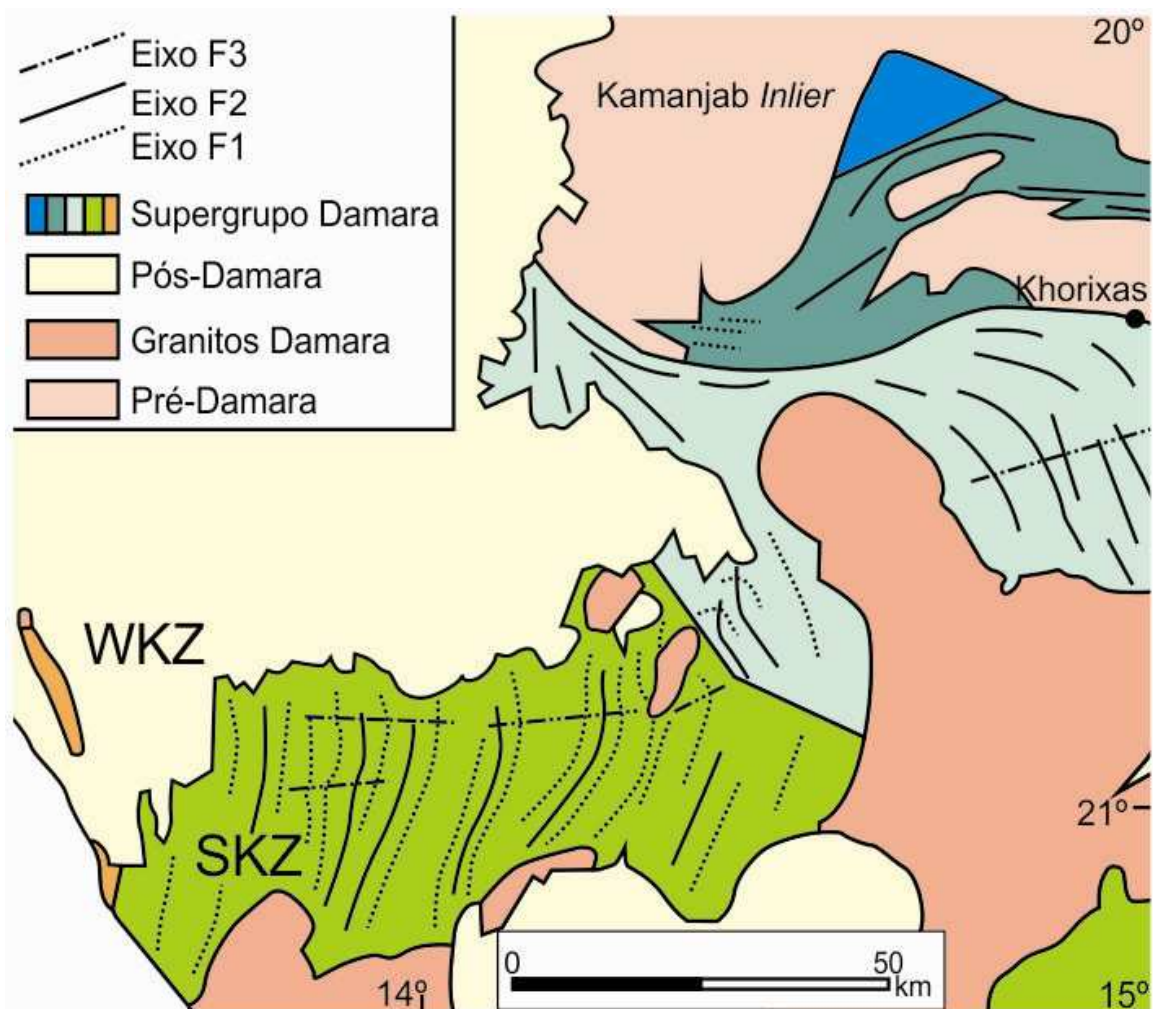 Eixo F3
Eixo F2
Eixo F1
Supergrupo Damara
Pós-Damara
Granitos Damara
Pré-Damara
20º
Kamanjab Inlier
Khorixas
WKZ
SKZ
21º
0 50
km
14º
15º